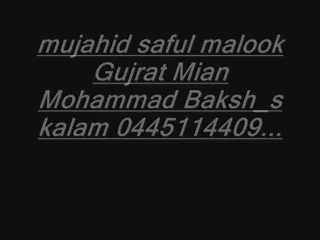 mujahid saful malook
Gujrat Mian
Mohammad Baksh_s
kalam 0445114409...